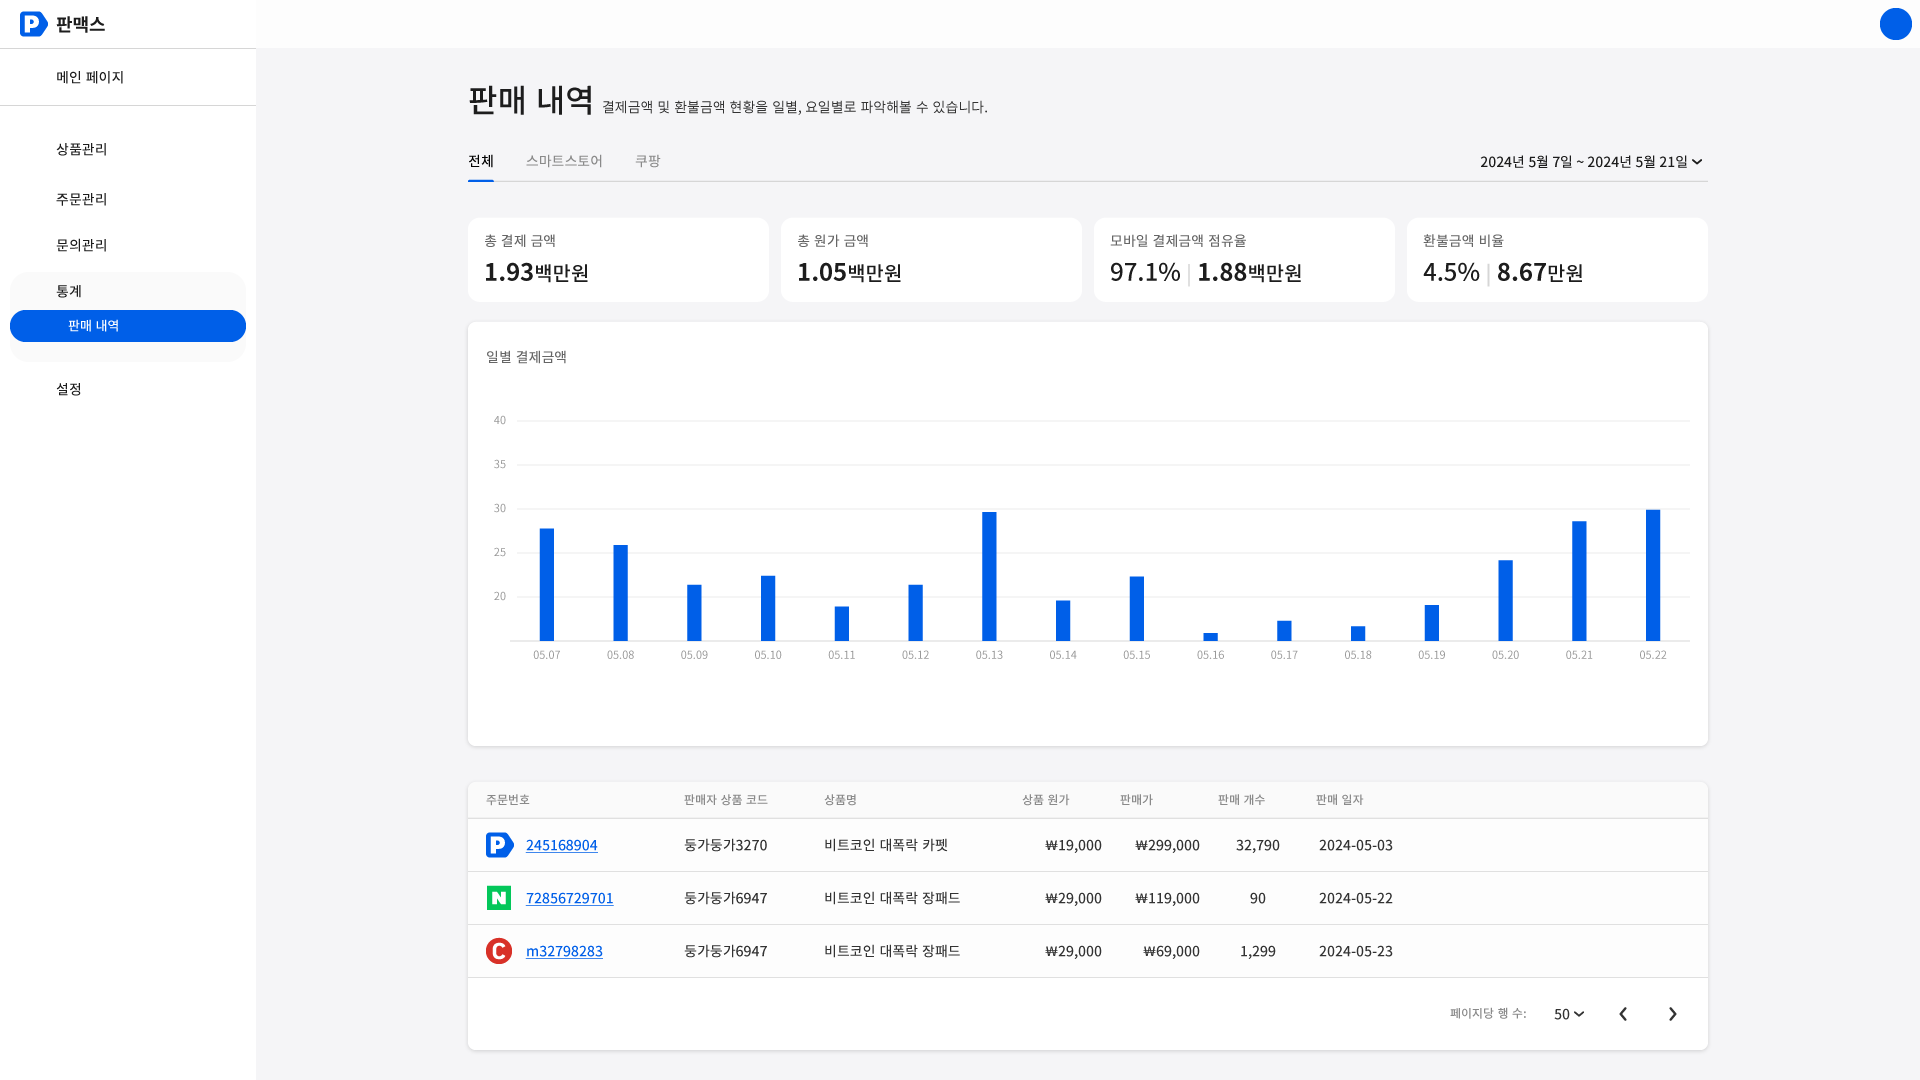 P 판맥스
메인 페이지
상품관리
주문관리
문의관리
통계
판매 내역
설정
판매 내역 결제금액 및 환불금액 현황을 일별, 요일별로 파악해볼 수 있습니다.
전체 스마트스토어 쿠팡 2024년 5월 7일 ~ 2024년 5월 21일
총 결제 금액
1.93백만원
총 원가 금액
1.05백만원
모바일 결제금액 점유율
97.1% | 1.88백만원
환불금액 비율
4.5% | 8.67만원
일별 결제금액
40
35
30
25
20
05.07 05.08 05.09 05.10 05.11 05.12 05.13 05.14 05.15 05.16 05.17 05.18 05.19 05.20 05.21 05.22
주문번호 판매자 상품 코드 상품명 상품 원가 판매가 판매 개수 판매 일자
P 245168904 둥가둥가3270 비트코인 대폭락 카펫 ₩19,000 ₩299,000 32,790 2024-05-03
N 72856729701 둥가둥가6947 비트코인 대폭락 장패드 ₩29,000 ₩119,000 90 2024-05-22
C m32798283 둥가둥가6947 비트코인 대폭락 장패드 ₩29,000 ₩69,000 1,299 2024-05-23
페이지당 행 수: 50